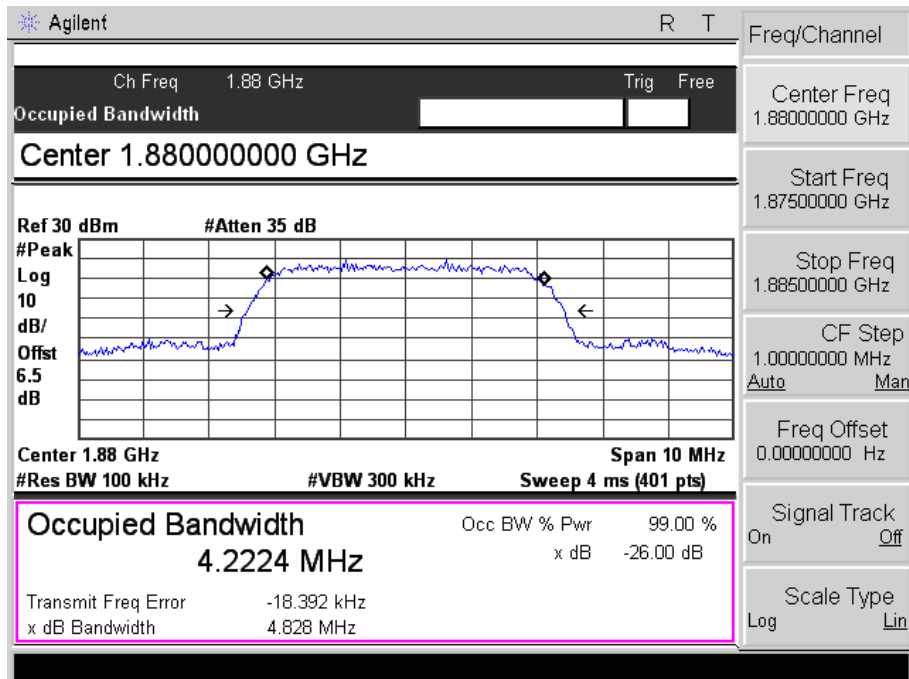 Agilent R T
Ch Freq 1.88 GHz Trig Free
Occupied Bandwidth
Center 1.880000000 GHz
Ref 30 dBm #Atten 35 dB
#Peak
Log
10
dB/
Offst
6.5
dB
Center 1.88 GHz Span 10 MHz
#Res BW 100 kHz #VBW 300 kHz Sweep 4 ms (401 pts)
Occupied Bandwidth
4.2224 MHz
Occ BW % Pwr 99.00 %
x dB -26.00 dB
Transmit Freq Error -18.392 kHz
x dB Bandwidth 4.828 MHz
Freq/Channel
Center Freq
1.88000000 GHz
Start Freq
1.87500000 GHz
Stop Freq
1.88500000 GHz
CF Step
1.00000000 MHz
Auto Man
Freq Offset
0.00000000 Hz
Signal Track
On Off
Scale Type
Log Lin